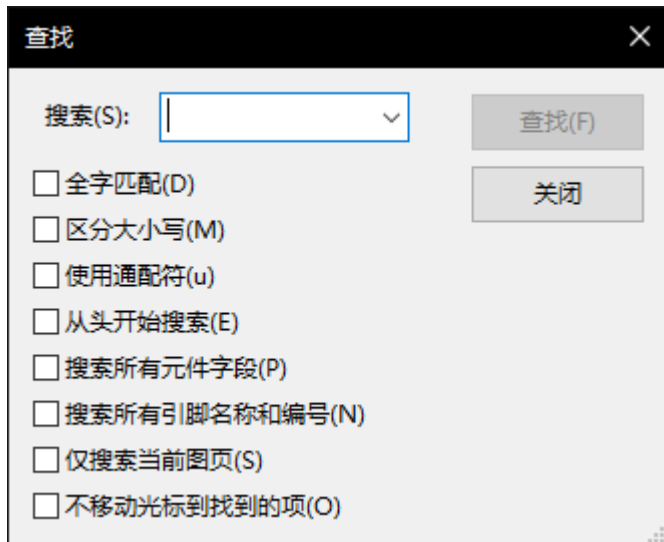 查找
搜索(S):
查找(F)
关闭
全字匹配(D)
区分大小写(M)
使用通配符(u)
从头开始搜索(E)
搜索所有元件字段(P)
搜索所有引脚名称和编号(N)
仅搜索当前图页(S)
不移动光标到找到的项(O)